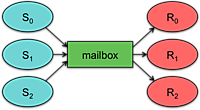 S₀ R₀
S₁ mailbox R₁
S₂ R₂